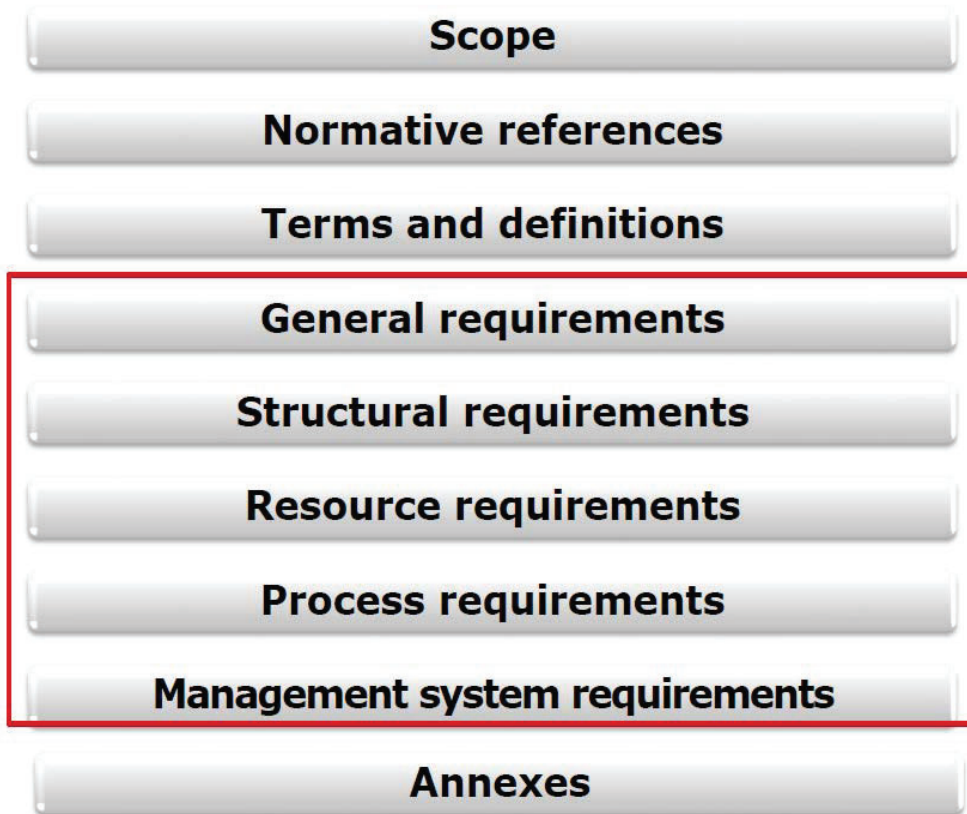 Scope
Normative references
Terms and definitions
General requirements
Structural requirements
Resource requirements
Process requirements
Management system requirements
Annexes